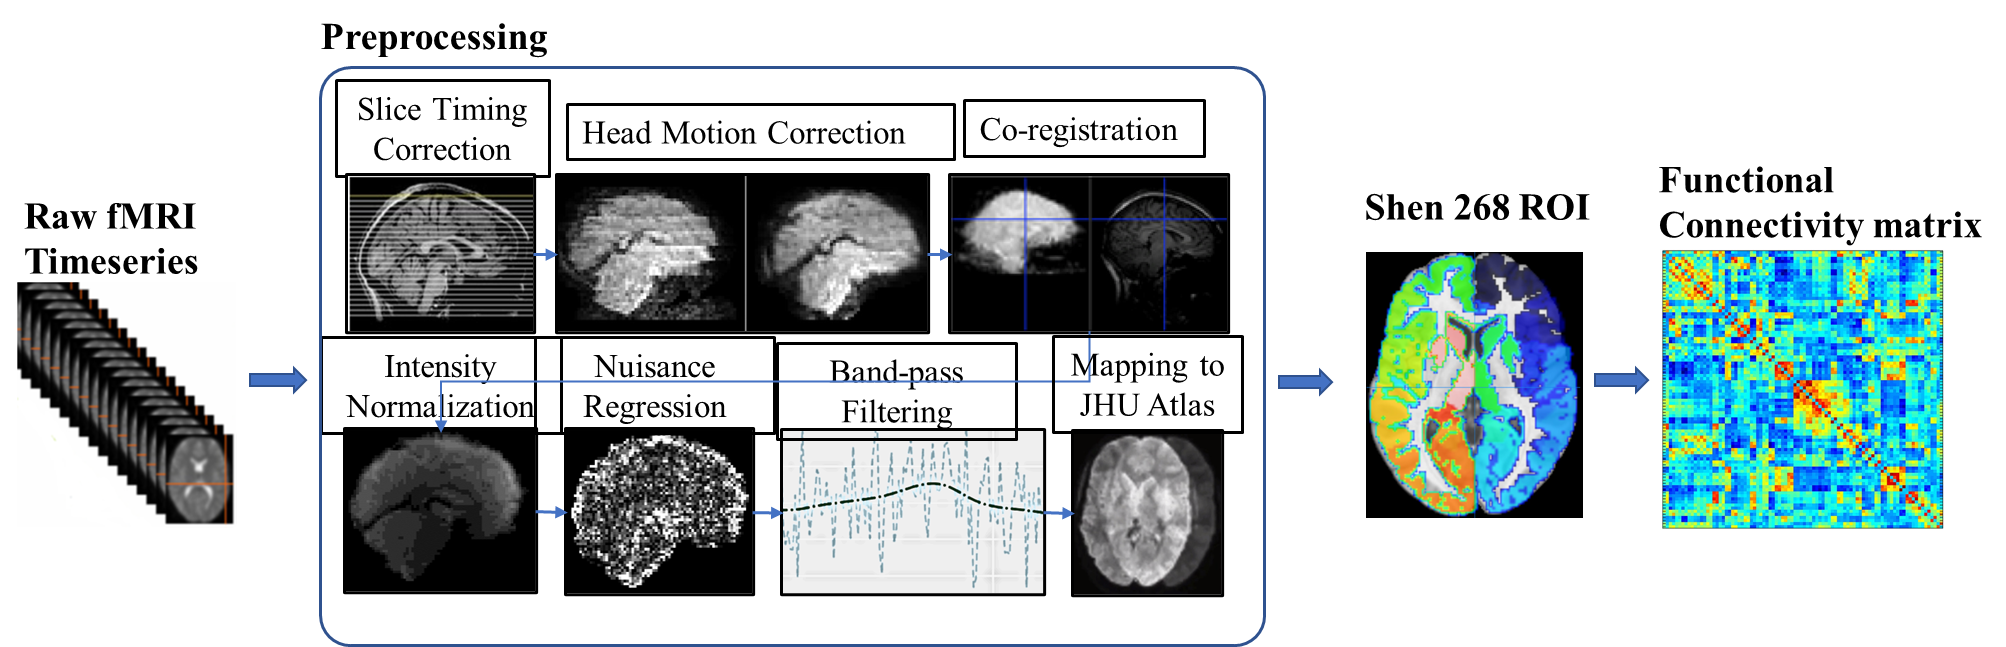 Preprocessing
Slice Timing
Correction
Head Motion Correction
Co-registration
Raw fMRI
Timeseries
Intensity
Normalization
Nuisance
Regression
Band-pass
Filtering
Mapping to
JHU Atlas
Shen 268 ROI
Functional
Connectivity matrix